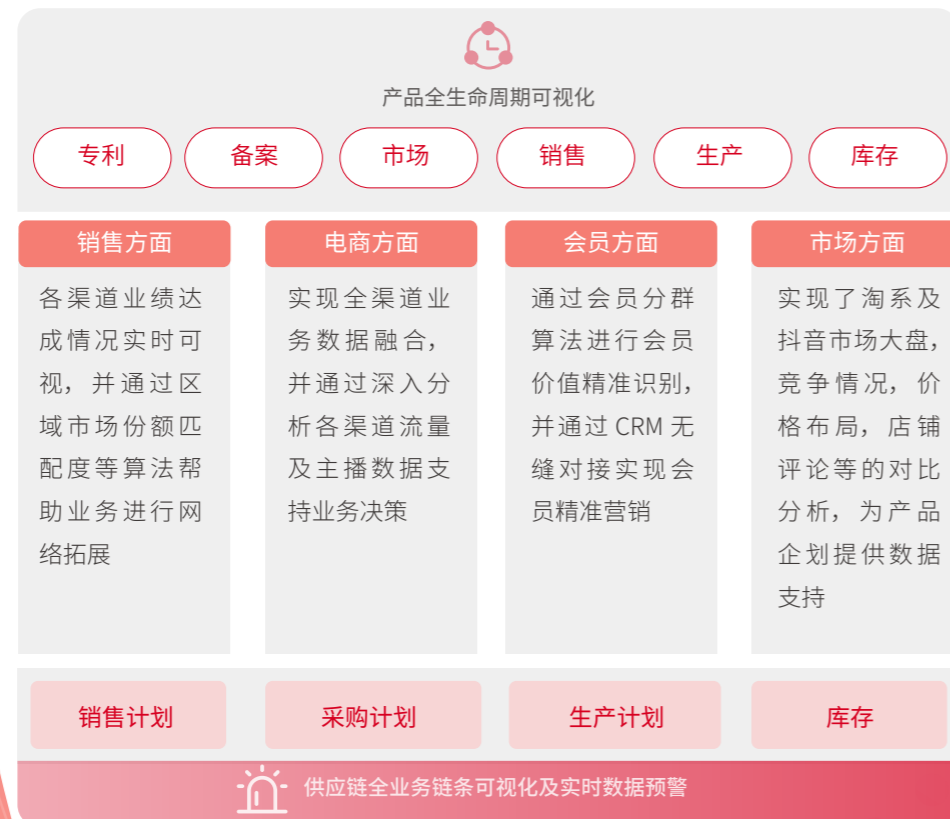 产品全生命周期可视化
专利 备案 市场 销售 生产 库存
销售方面
各渠道业绩达
成情况实时可
视，并通过区
域市场份额匹
配度等算法帮
助业务进行网
络拓展
电商方面
实现全渠道业
务数据融合，
并通过深入分
析各渠道流量
及主播数据支
持业务决策
会员方面
通过会员分群
算法进行会员
价值精准识别，
并通过 CRM 无
缝对接实现会
员精准营销
市场方面
实现了淘系及
抖音市场大盘，
竞争情况，价
格布局，店铺
评论等的对比
分析，为产品
企划提供数据
支持
销售计划 采购计划 生产计划 库存
供应链全业务链条可视化及实时数据预警